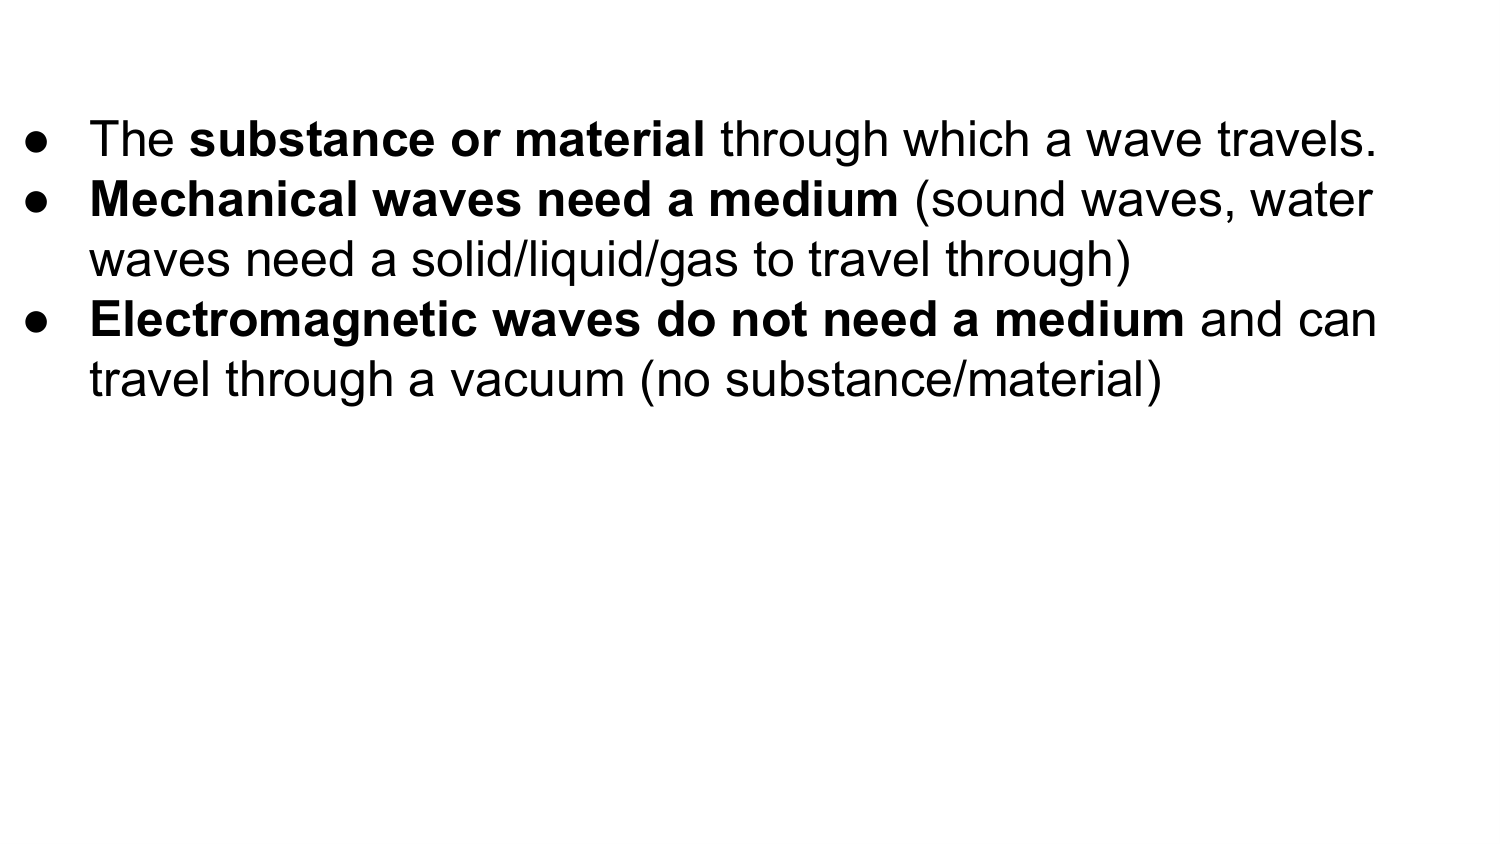 ● The substance or material through which a wave travels.
● Mechanical waves need a medium (sound waves, water
waves need a solid/liquid/gas to travel through)
● Electromagnetic waves do not need a medium and can
travel through a vacuum (no substance/material)